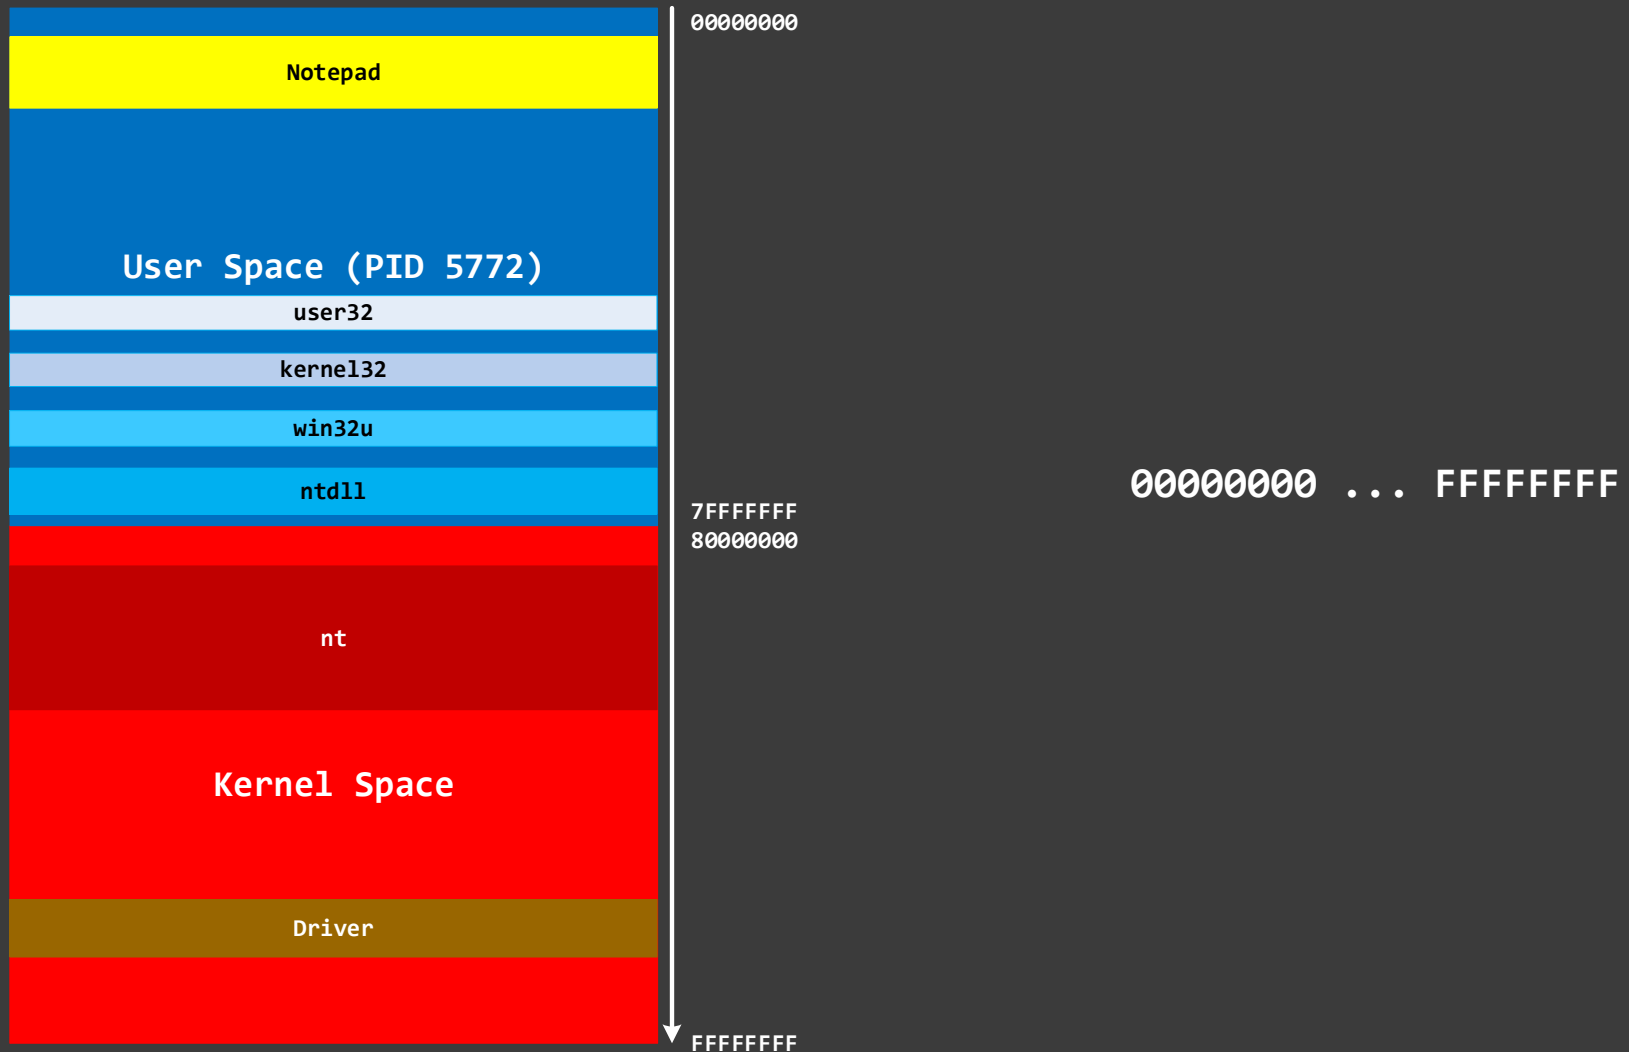 00000000
Notepad
User Space (PID 5772)
user32
kernel32
win32u
ntdll
00000000 ... FFFFFFFF
7FFFFFFF
80000000
nt
Kernel Space
Driver
FFFFFFFF